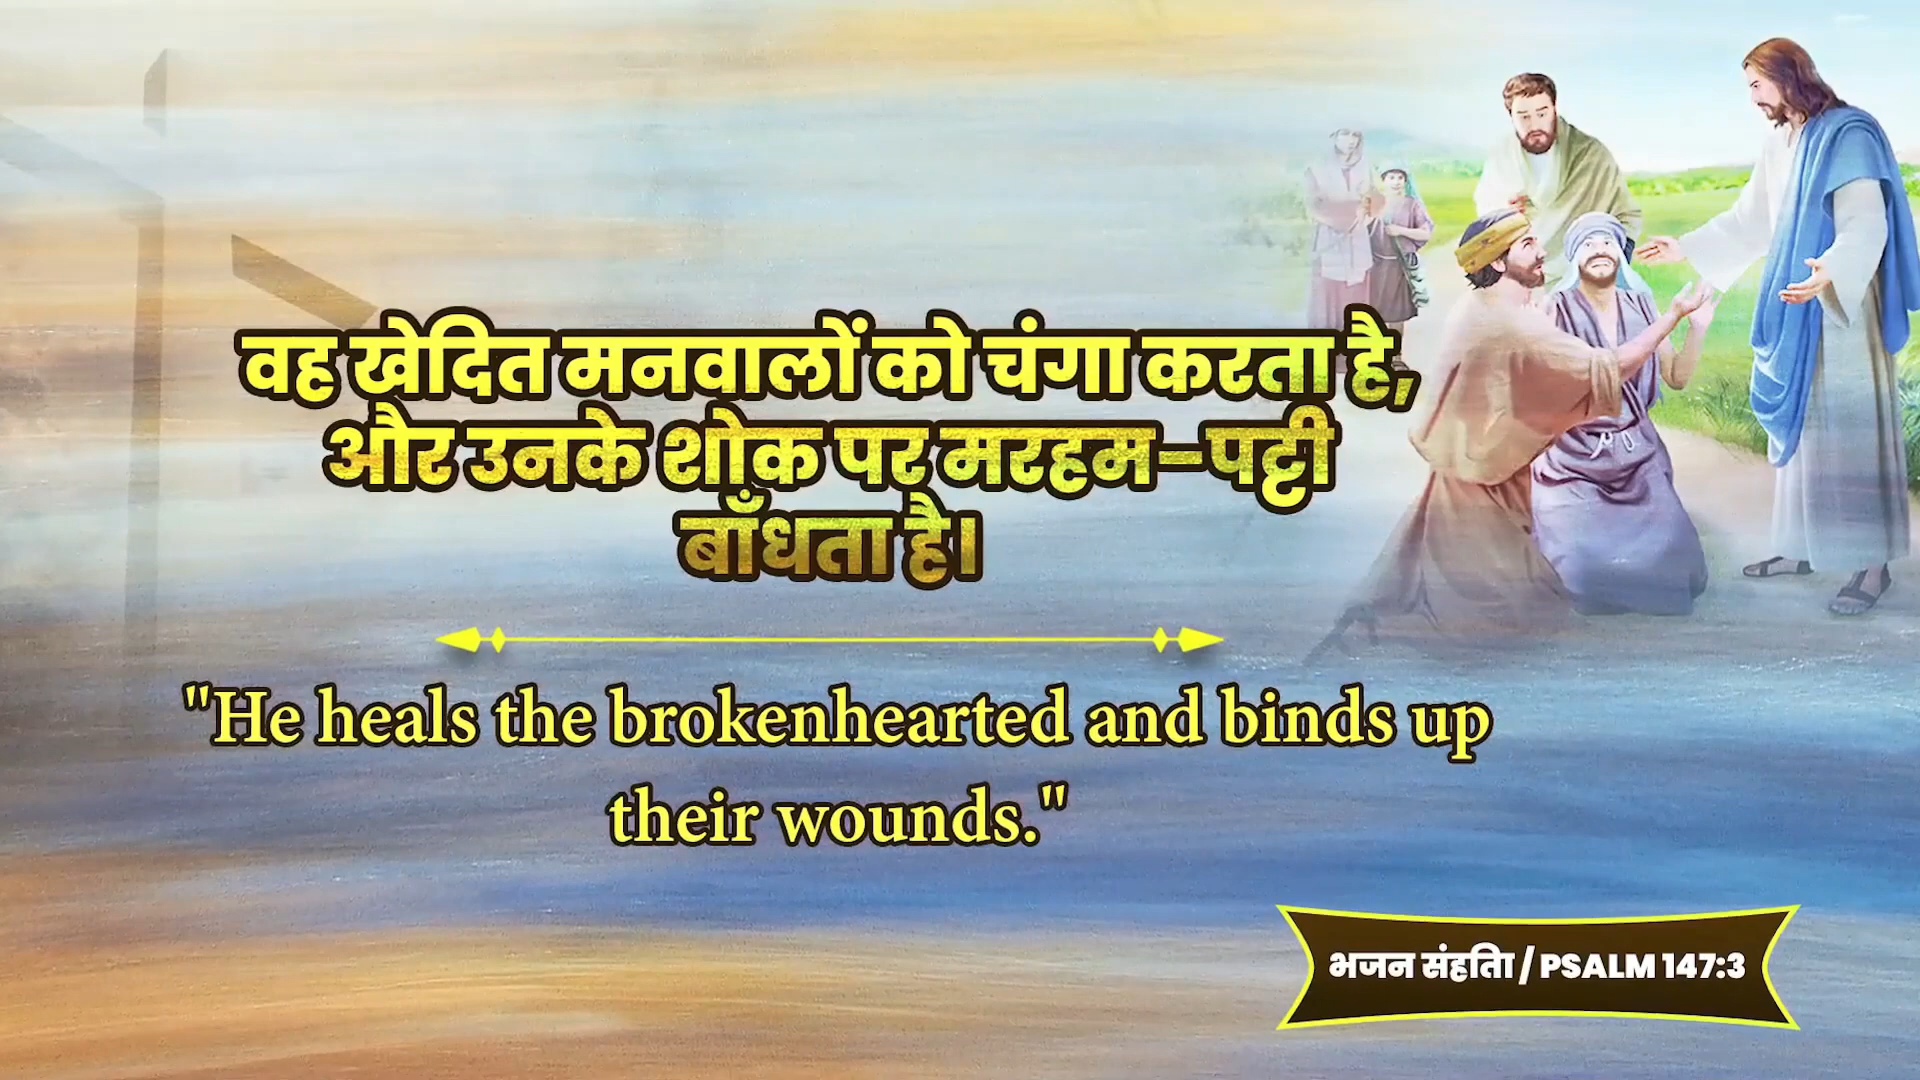 वह खेदित मनवालों को चंगा करता है,
और उनके शोक पर मरहम–पट्टी
बाँधता है।
"He heals the brokenhearted and binds up
their wounds."
भजन संहिता / PSALM 147:3